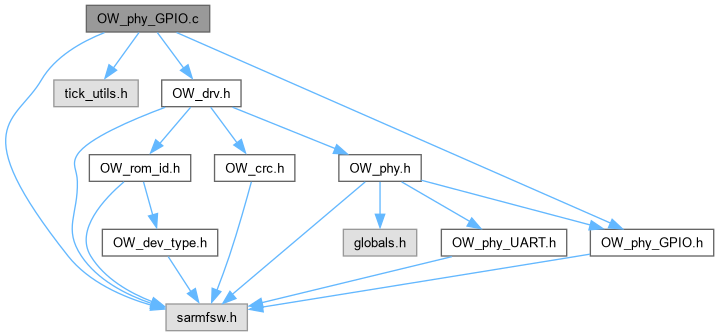 OW_phy_GPIO.c
tick_utils.h
OW_drv.h
OW_rom_id.h
OW_crc.h
OW_phy.h
OW_dev_type.h
globals.h
OW_phy_UART.h
OW_phy_GPIO.h
sarmfsw.h